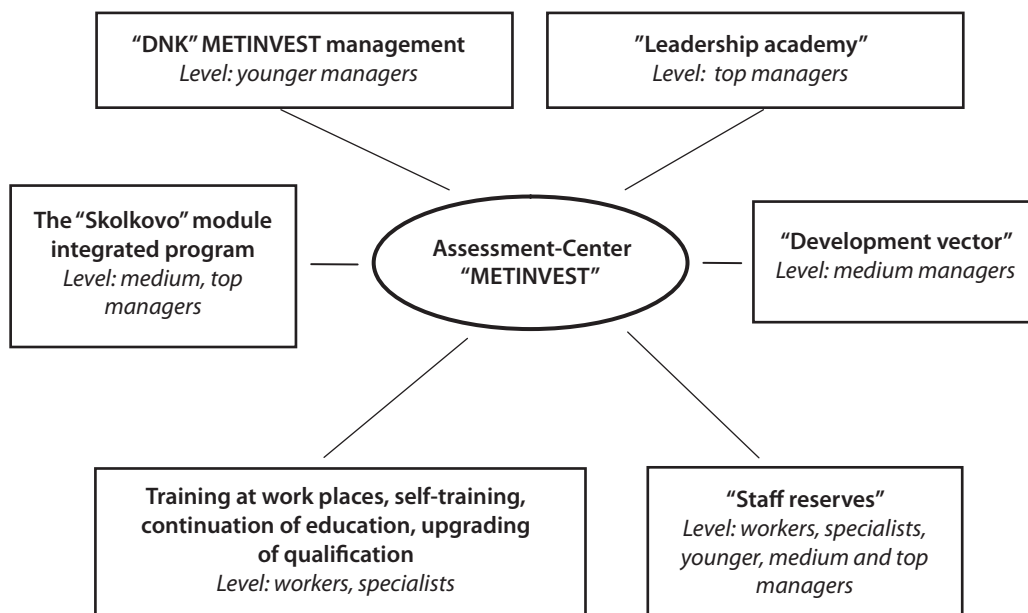 “DNK” METINVEST management
Level: younger managers
”Leadership academy”
Level: top managers
The “Skolkovo” module
integrated program
Level: medium, top
managers
Assessment-Center
“METINVEST”
“Development vector”
Level: medium managers
Training at work places, self-training,
continuation of education, upgrading
of qualification
Level: workers, specialists
“Staff reserves”
Level: workers, specialists,
younger, medium and top
managers